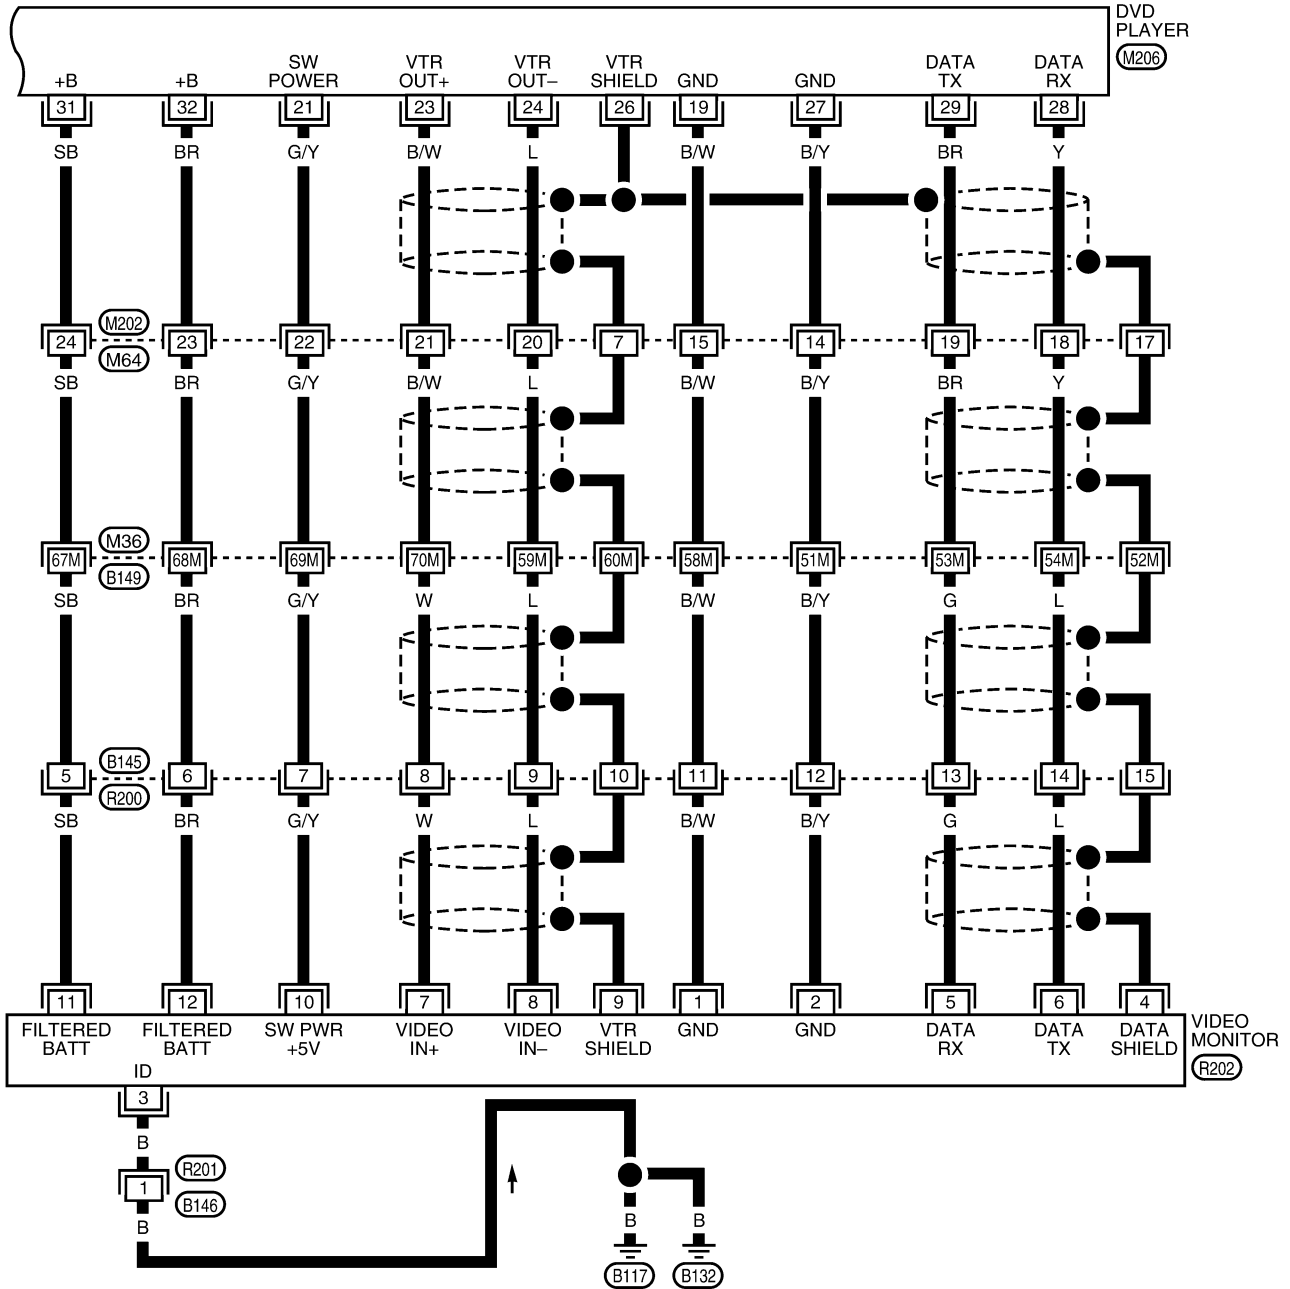 DVD
PLAYER
M206
+B
+B
SW
POWER
VTR
OUT+
VTR
OUT–
VTR
SHIELD
GND
GND
DATA
TX
DATA
RX
31 32 21 23 24 26 19 27 29 28
SB BR G/Y B/W L B/W B/Y BR Y
M202
24 23 22 21 20 7 15 14 19 18 17
M64
SB BR G/Y B/W L B/W B/Y BR Y
M36
67M 68M 69M 70M 59M 60M 58M 51M 53M 54M 52M
B149
SB BR G/Y W L B/W B/Y G L
B145
5 6 7 8 9 10 11 12 13 14 15
R200
SB BR G/Y W L B/W B/Y G L
11 12 10 7 8 9 1 2 5 6 4
FILTERED
BATT
FILTERED
BATT
SW PWR
+5V
VIDEO
IN+
VIDEO
IN–
VTR
SHIELD
GND
GND
DATA
RX
DATA
TX
DATA
SHIELD
VIDEO
MONITOR
R202
ID
3
B
R201
1
B146
B
B B
B117 B132